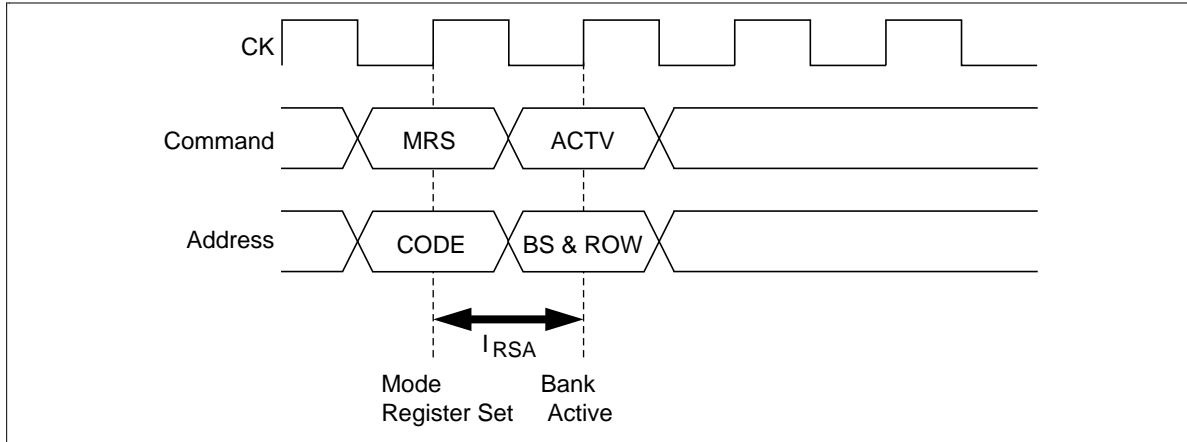 CK
Command MRS ACTV
Address CODE BS & ROW
I RSA
Mode Bank
Register Set Active